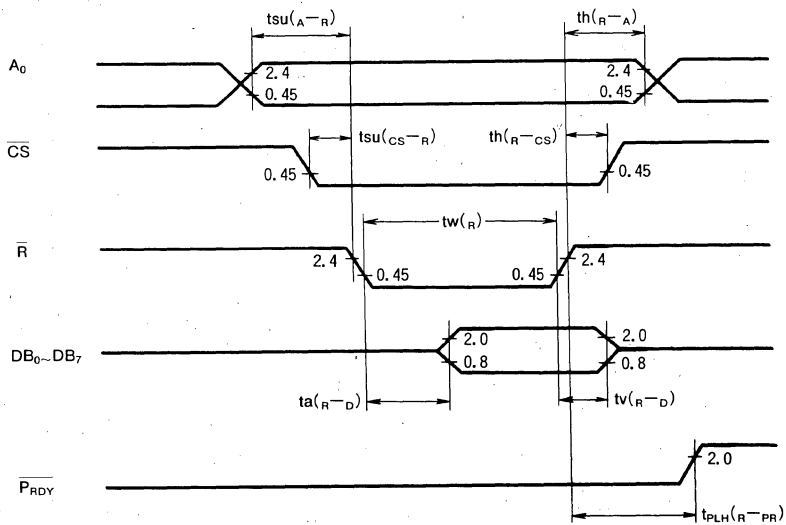 tsu(A—R) th(R—A)
A0 2.4 2.4
0.45 0.45
tsu(CS—R) th(R—CS)
C̅S̅ 0.45 0.45
tw(R)
R̅ 2.4 0.45 0.45 2.4
2.0 2.0
DB0~DB7 0.8 0.8
ta(R—D) tv(R—D)
P̅R̅D̅Y̅ 2.0
tPLH(R—PR)